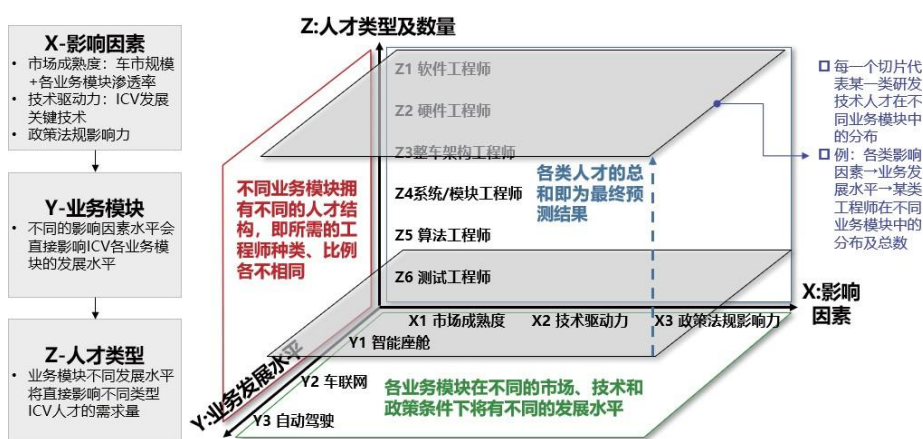 X-影响因素
• 市场成熟度：车市规模
+各业务模块渗透率
• 技术驱动力：ICV发展
关键技术
• 政策法规影响力
Y-业务模块
• 不同的影响因素水平会
直接影响ICV各业务模
块的发展水平
Z-人才类型
• 业务模块不同发展水平
将直接影响不同类型
ICV人才的需求量
Z:人才类型及数量
Z1 软件工程师
Z2 硬件工程师
Z3整车架构工程师
Z4系统/模块工程师
Z5 算法工程师
Z6 测试工程师
不同业务模块拥
有不同的人才结
构，即所需的工
程师种类、比例
各不相同
各类人才的总
和即为最终预
测结果
X:影响
因素
X1 市场成熟度
X2 技术驱动力
X3 政策法规影响力
Y:业务发展水平
Y1 智能座舱
Y2 车联网
Y3 自动驾驶
各业务模块在不同的市场、技术和
政策条件下将有不同的发展水平
每一个切片代
表某一类研发
技术人才在不
同业务模块中
的分布
例：各类影响
因素→业务发
展水平→某类
工程师在不同
业务模块中的
分布及总数